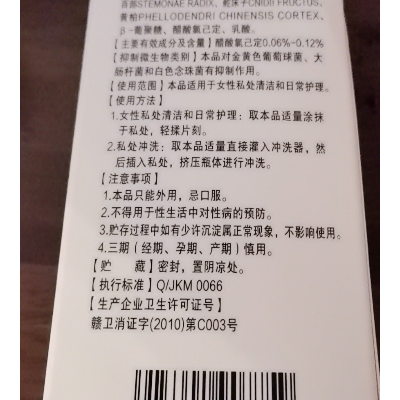 百部STEMONAE RADIX、蛇床子CNIDII FRUCTUS、
黄柏PHELLODENDRI CHINENSIS CORTEX、
β-葡聚糖、醋酸氯己定、乳酸。
【主要有效成分及含量】醋酸氯己定0.06%-0.12%
【抑制微生物类别】本品对金黄色葡萄球菌、大
肠杆菌和白色念珠菌有抑制作用。
【使用范围】本品适用于女性私处清洁和日常护理。
【使用方法】
1.女性私处清洁和日常护理：取本品适量涂抹
于私处，轻揉片刻。
2.私处冲洗：取本品适量直接灌入冲洗器，然
后插入私处，挤压瓶体进行冲洗。
【注意事项】
1.本品只能外用，忌口服。
2.不得用于性生活中对性病的预防。
3.贮存过程中如有少许沉淀属正常现象，不影响使用。
4.三期（经期、孕期、产期）慎用。
【贮 藏】密封，置阴凉处。
【执行标准】Q/JKM 0066
【生产企业卫生许可证号】
赣卫消证字(2010)第C003号